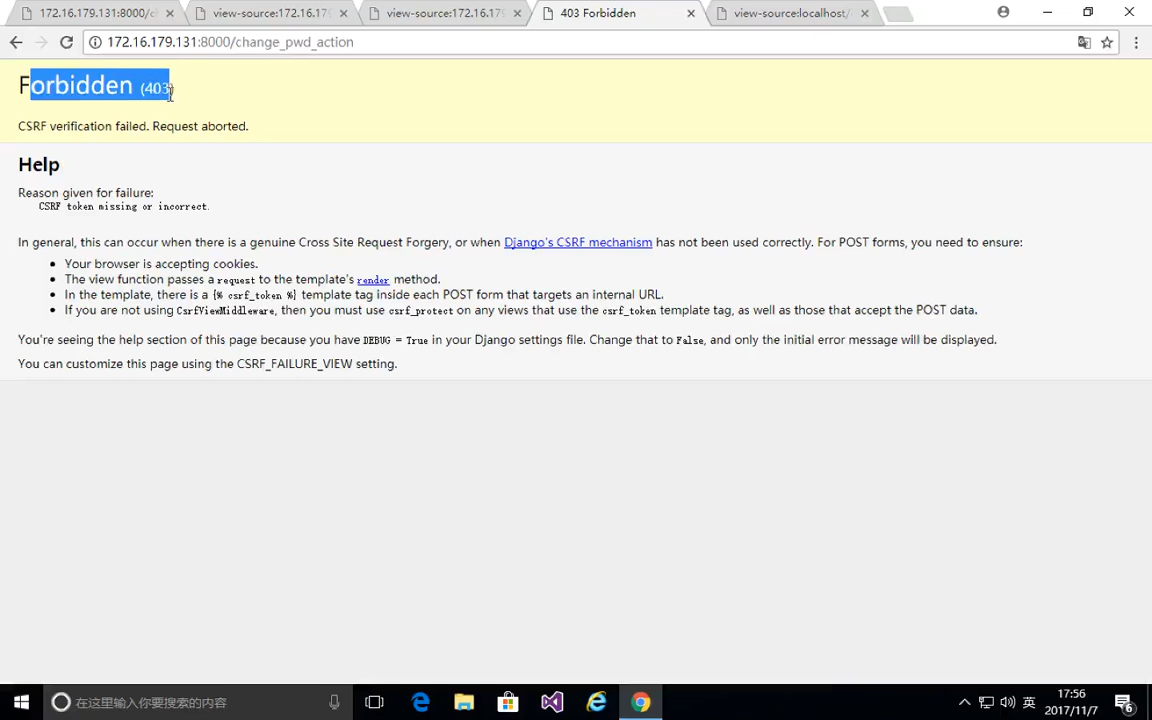 172.16.179.131:8000/c
view-source:172.16.17
view-source:172.16.179
403 Forbidden
view-source:localhost/
172.16.179.131:8000/change_pwd_action
Forbidden (403)
CSRF verification failed. Request aborted.
Help
Reason given for failure:
CSRF token missing or incorrect.
In general, this can occur when there is a genuine Cross Site Request Forgery, or when Django's CSRF mechanism has not been used correctly. For POST forms, you need to ensure:
Your browser is accepting cookies.
The view function passes a request to the template's render method.
In the template, there is a {% csrf_token %} template tag inside each POST form that targets an internal URL.
If you are not using CsrfViewMiddleware, then you must use csrf_protect on any views that use the csrf_token template tag, as well as those that accept the POST data.
You're seeing the help section of this page because you have DEBUG = True in your Django settings file. Change that to False, and only the initial error message will be displayed.
You can customize this page using the CSRF_FAILURE_VIEW setting.
在这里输入你要搜索的内容
英
17:56
2017/11/7
6